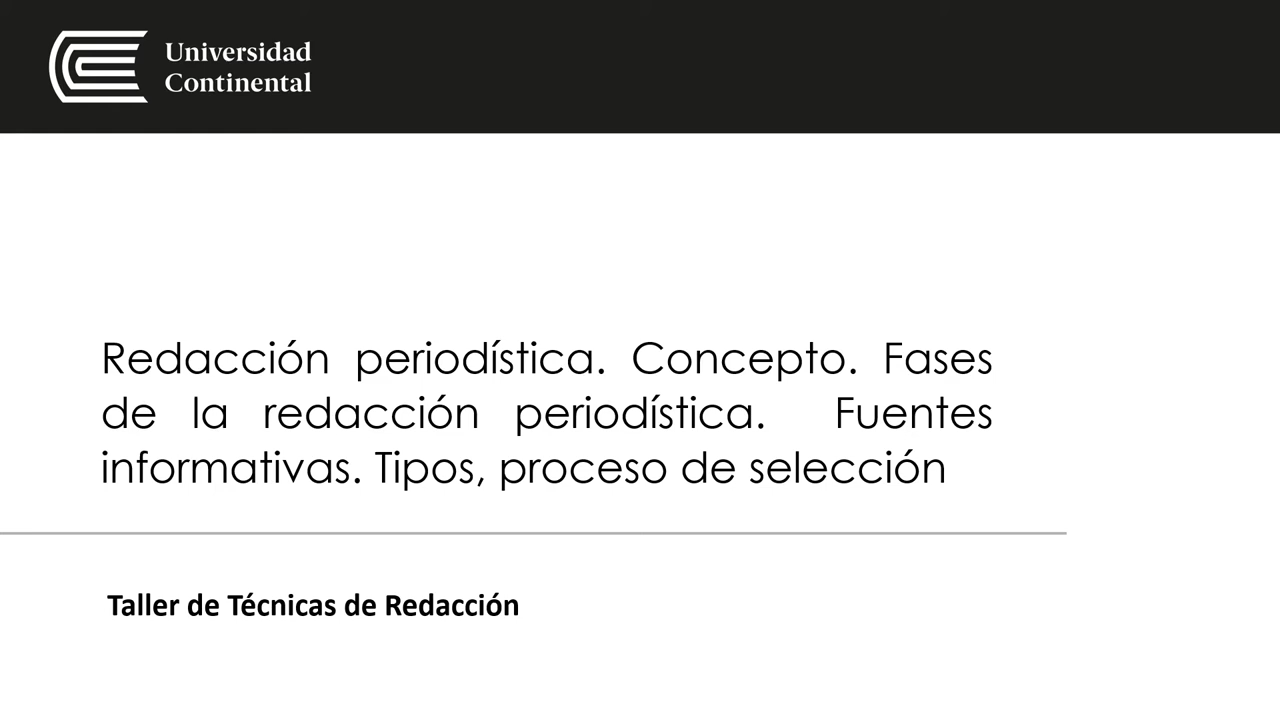 Universidad
Continental
Redacción periodística. Concepto. Fases
de la redacción periodística. Fuentes
informativas. Tipos, proceso de selección
Taller de Técnicas de Redacción